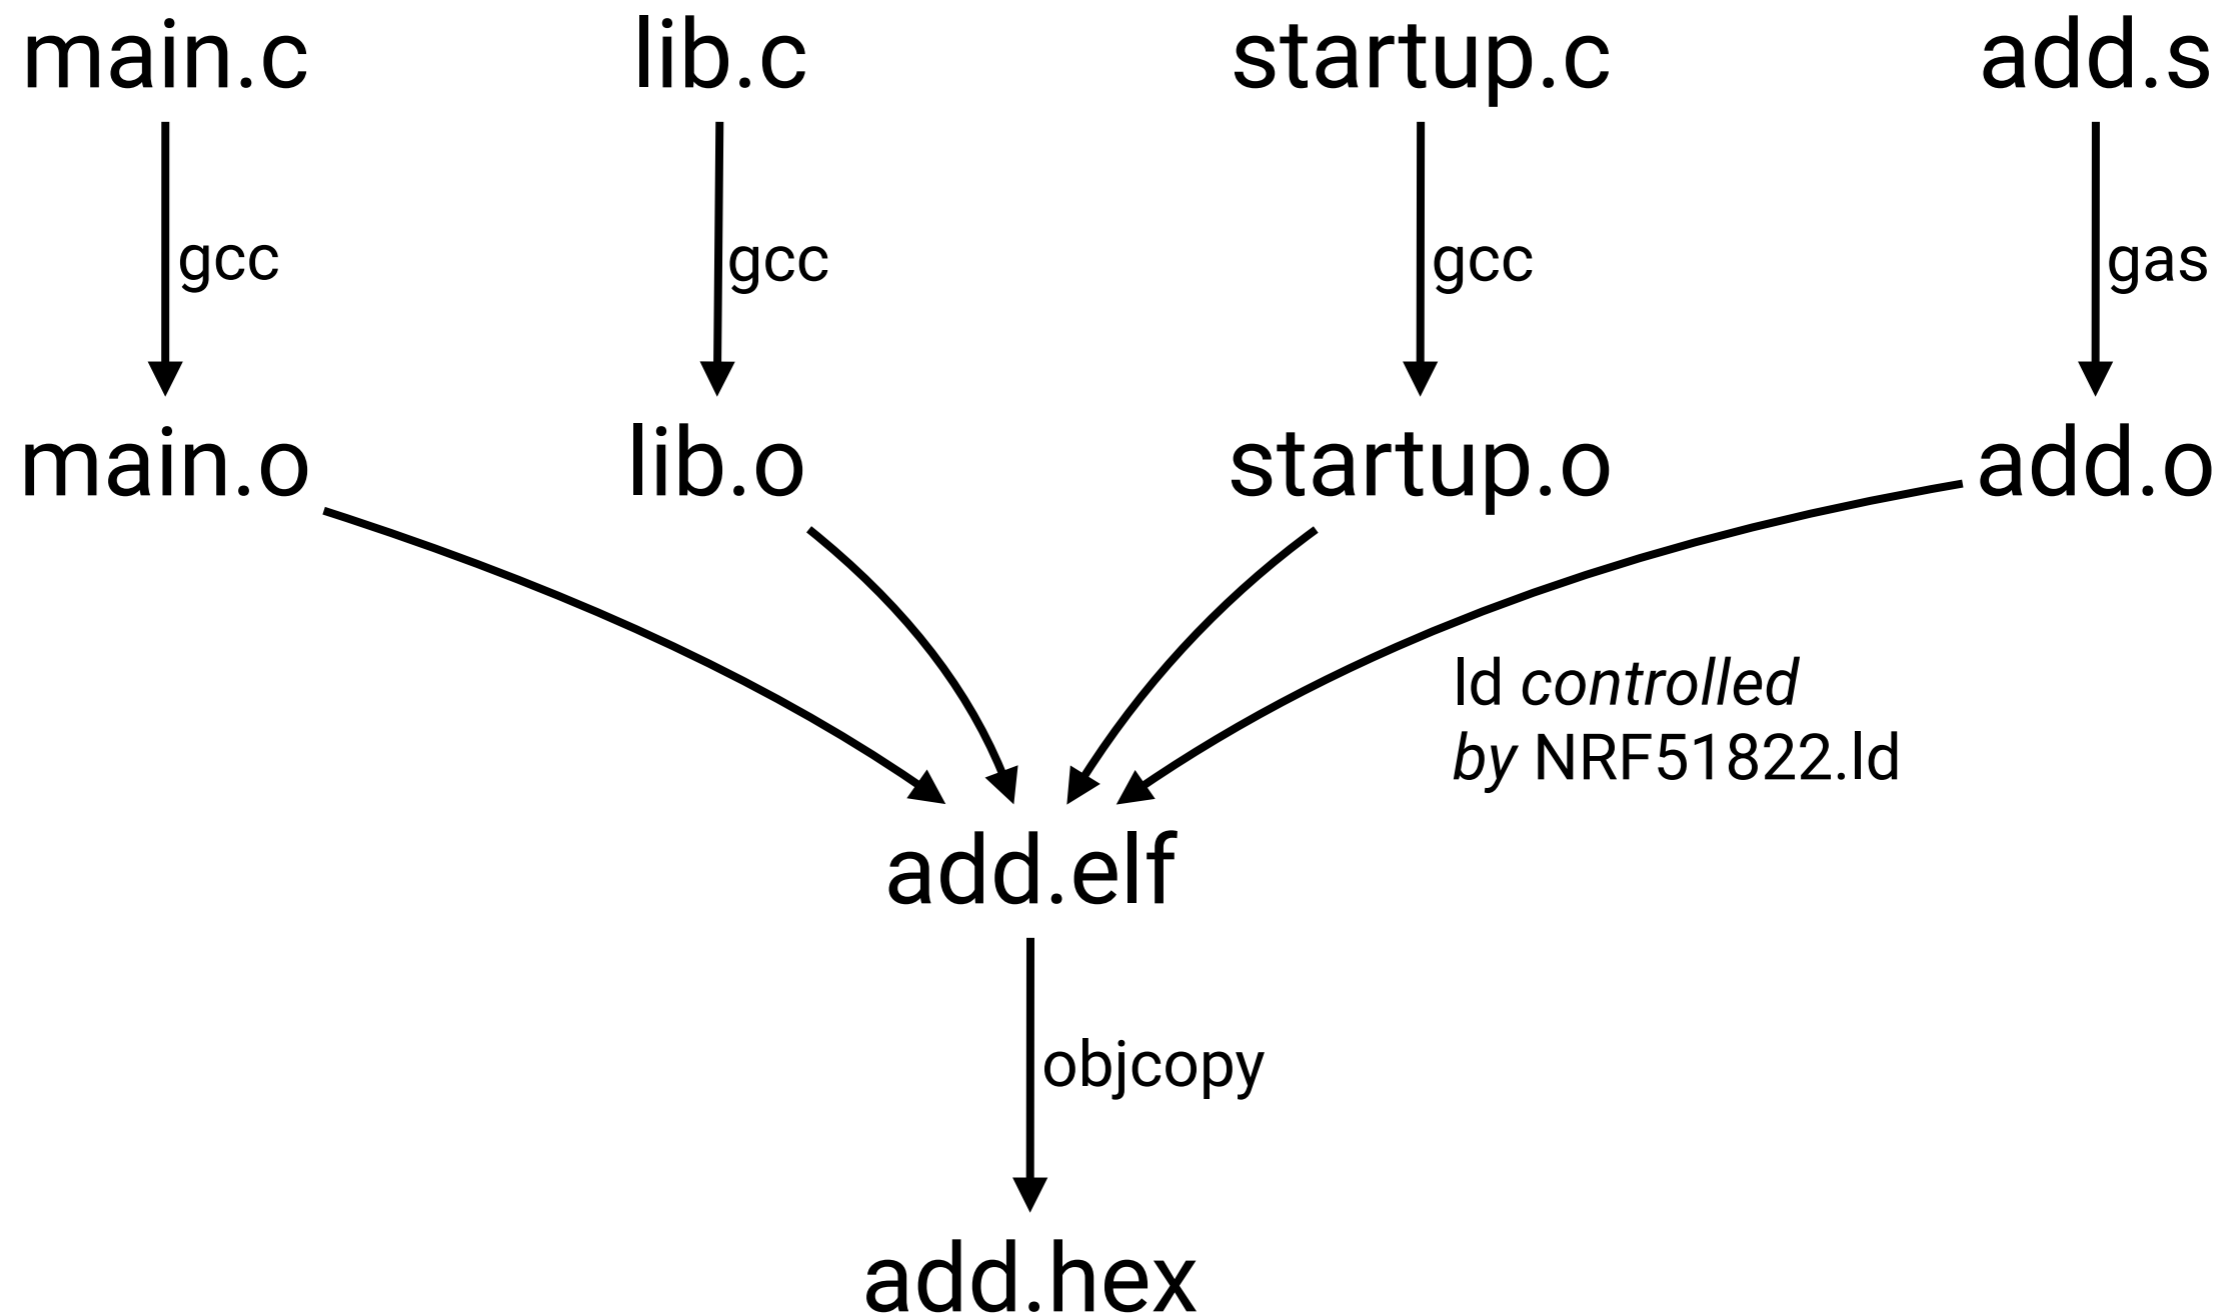 main.c
lib.c
startup.c
add.s
gcc
gcc
gcc
gas
main.o
lib.o
startup.o
add.o
ld controlled
by NRF51822.ld
add.elf
objcopy
add.hex